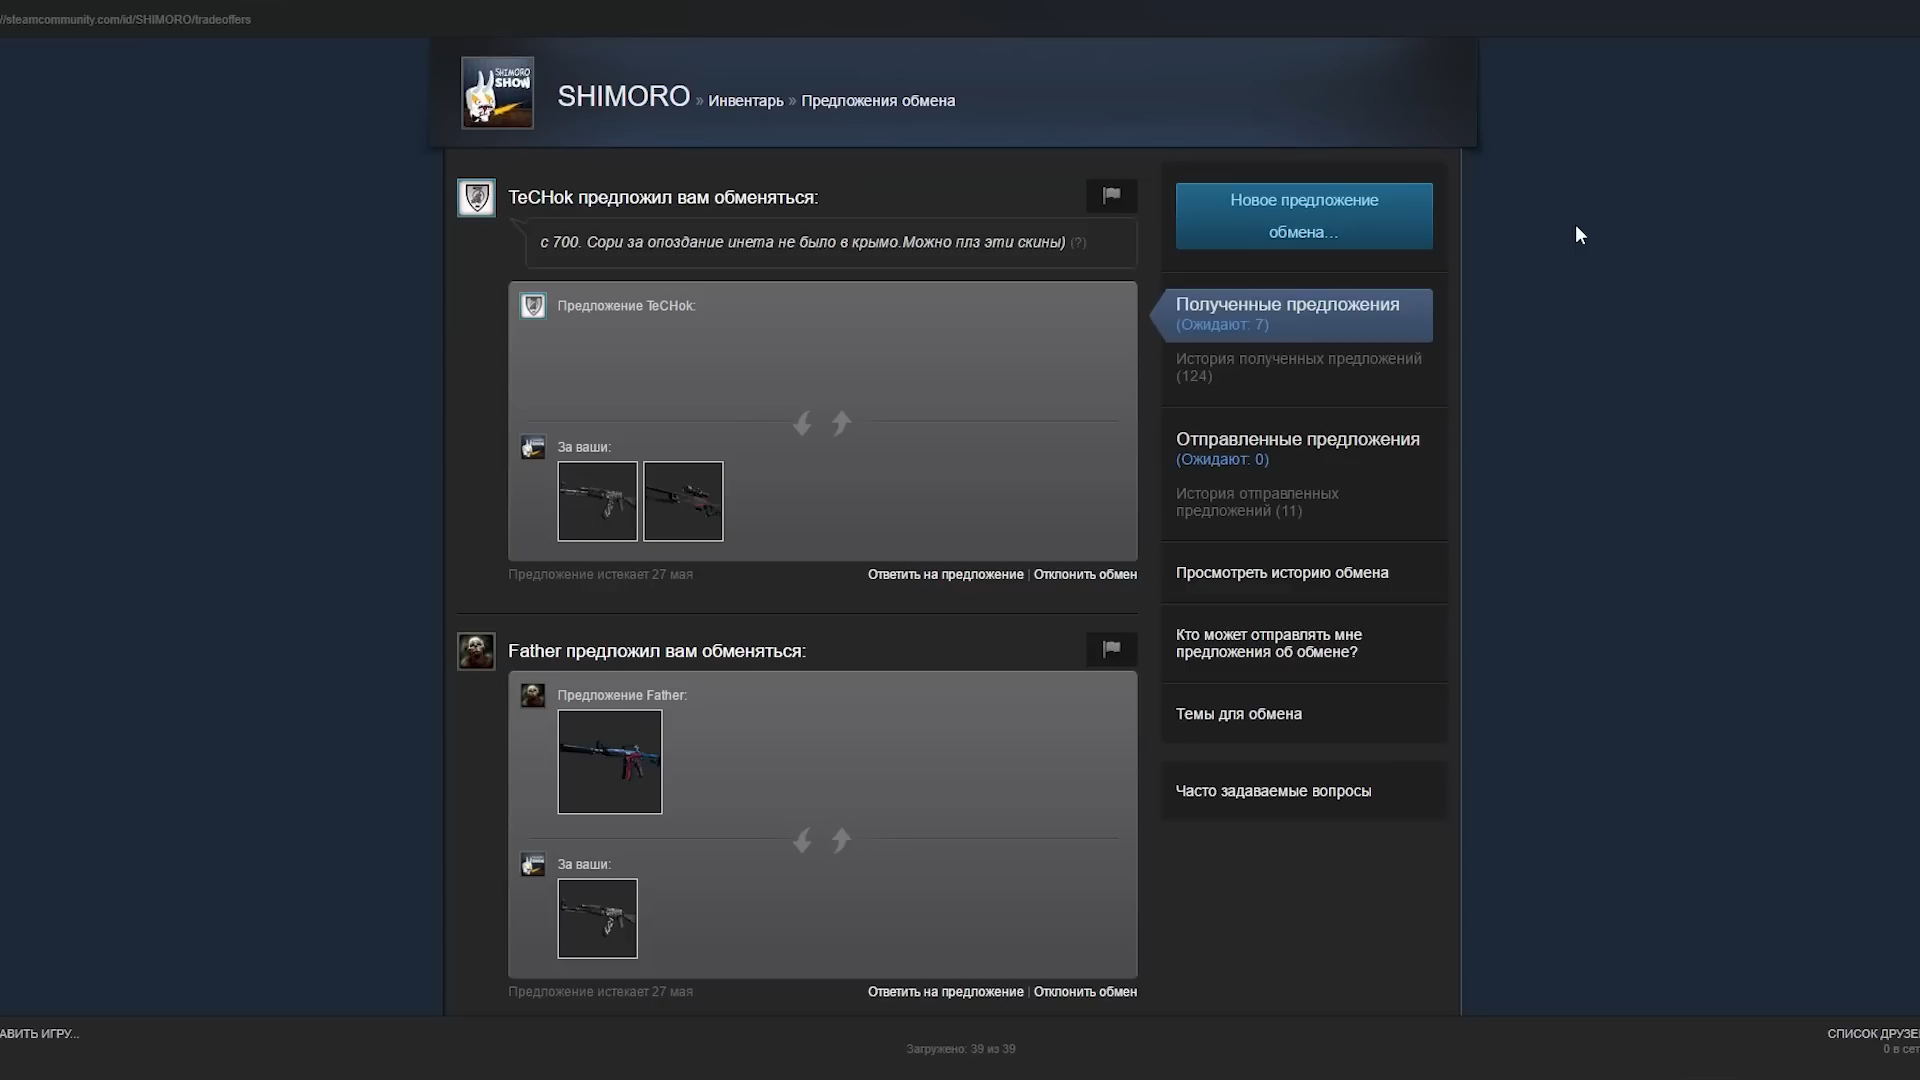 //steamcommunity.com/id/SHIMORO/tradeoffers
SHIMORO
SHOW
SHIMORO » Инвентарь » Предложения обмена
TeCHok предложил вам обменяться:
с 700. Сори за опоздание инета не было в крымо.Можно плз эти скины) (?)
Предложение TeCHok:
За ваши:
Предложение истекает 27 мая
Ответить на предложение | Отклонить обмен
Father предложил вам обменяться:
Предложение Father:
За ваши:
Предложение истекает 27 мая
Ответить на предложение | Отклонить обмен
Новое предложение
обмена...
Полученные предложения
(Ожидают: 7)
История полученных предложений
(124)
Отправленные предложения
(Ожидают: 0)
История отправленных
предложений (11)
Просмотреть историю обмена
Кто может отправлять мне
предложения об обмене?
Темы для обмена
Часто задаваемые вопросы
АВИТЬ ИГРУ...
Загружено: 39 из 39
СПИСОК ДРУЗЕ
0 в сет